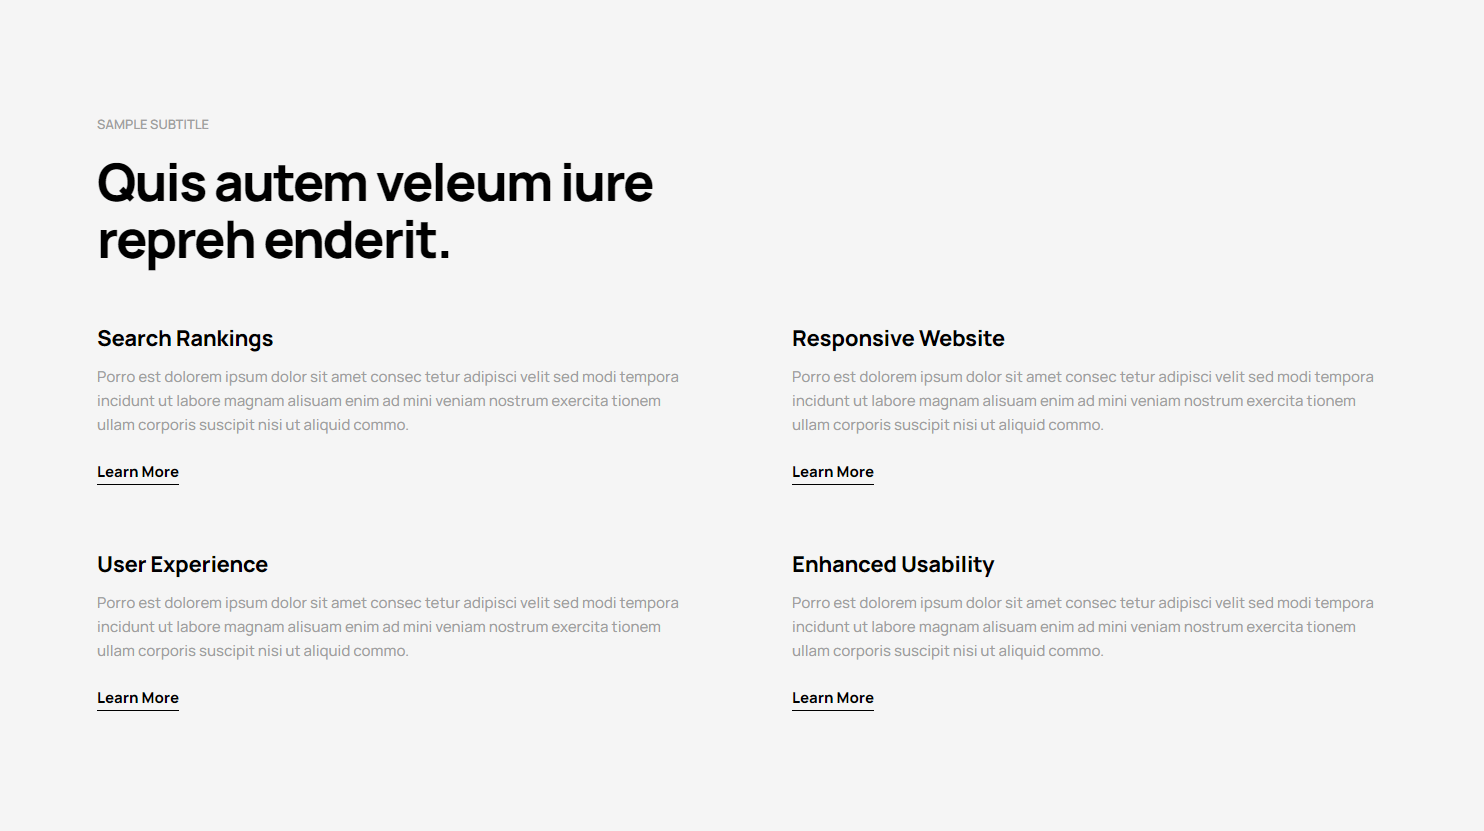 SAMPLE SUBTITLE
Quis autem veleum iure
repreh enderit.
Search Rankings
Porro est dolorem ipsum dolor sit amet consec tetur adipisci velit sed modi tempora
incidunt ut labore magnam alisuam enim ad mini veniam nostrum exercita tionem
ullam corporis suscipit nisi ut aliquid commo.
Learn More
Responsive Website
Porro est dolorem ipsum dolor sit amet consec tetur adipisci velit sed modi tempora
incidunt ut labore magnam alisuam enim ad mini veniam nostrum exercita tionem
ullam corporis suscipit nisi ut aliquid commo.
Learn More
User Experience
Porro est dolorem ipsum dolor sit amet consec tetur adipisci velit sed modi tempora
incidunt ut labore magnam alisuam enim ad mini veniam nostrum exercita tionem
ullam corporis suscipit nisi ut aliquid commo.
Learn More
Enhanced Usability
Porro est dolorem ipsum dolor sit amet consec tetur adipisci velit sed modi tempora
incidunt ut labore magnam alisuam enim ad mini veniam nostrum exercita tionem
ullam corporis suscipit nisi ut aliquid commo.
Learn More